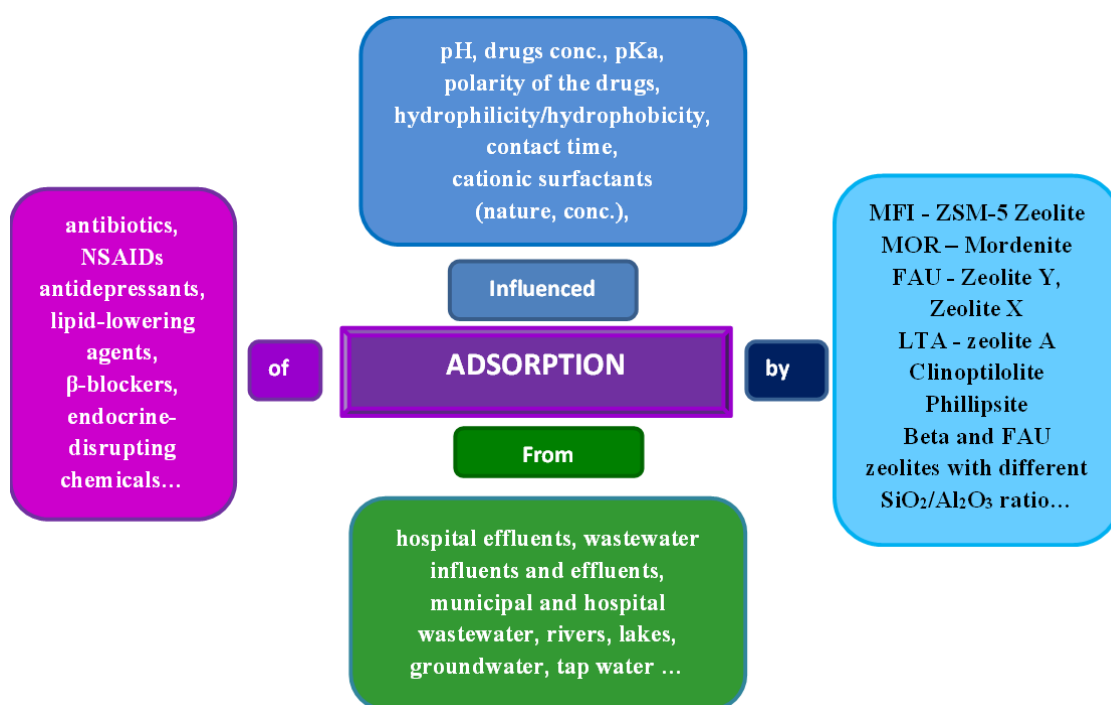 pH, drugs conc., pKa,
polarity of the drugs,
hydrophilicity/hydrophobicity,
contact time,
cationic surfactants
(nature, conc.),
Influenced
antibiotics,
NSAIDs
antidepressants,
lipid-lowering
agents,
β-blockers,
endocrine-
disrupting
chemicals…
of
ADSORPTION
by
MFI - ZSM-5 Zeolite
MOR – Mordenite
FAU - Zeolite Y,
Zeolite X
LTA - zeolite A
Clinoptilolite
Phillipsite
Beta and FAU
zeolites with different
SiO₂/Al₂O₃ ratio…
From
hospital effluents, wastewater
influents and effluents,
municipal and hospital
wastewater, rivers, lakes,
groundwater, tap water …